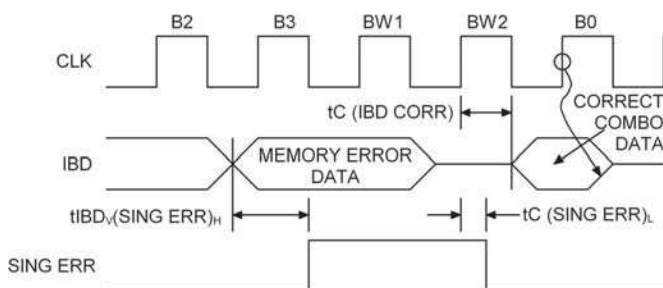 B2 B3 BW1 BW2 B0
CLK
tC (IBD CORR)
CORRECT
COMBO
DATA
IBD
MEMORY ERROR
DATA
tIBDV(SING ERR)H
tC (SING ERR)L
SING ERR